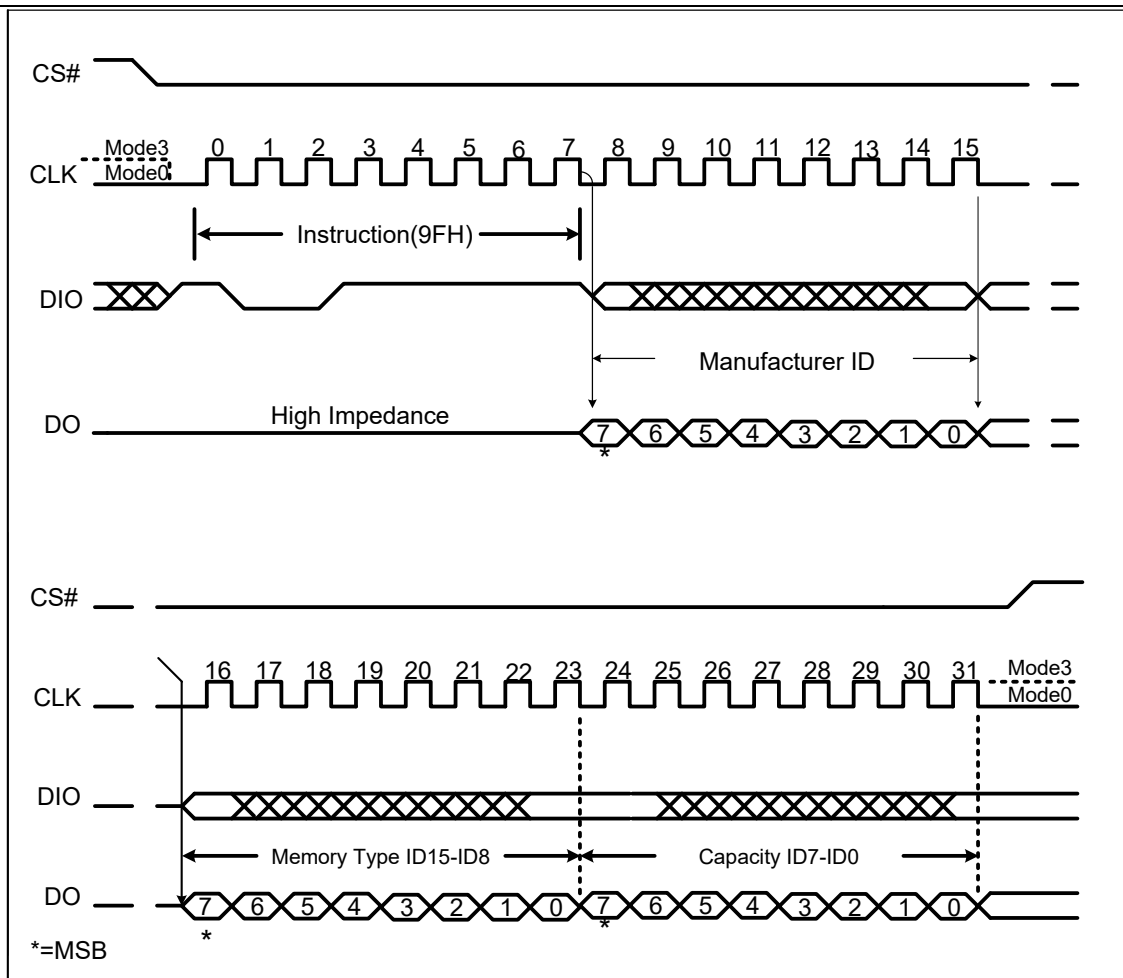 CS#
Mode3 0 1 2 3 4 5 6 7 8 9 10 11 12 13 14 15
CLK Mode0
Instruction(9FH)
DIO
Manufacturer ID
High Impedance
DO 7 6 5 4 3 2 1 0
*
CS#
16 17 18 19 20 21 22 23 24 25 26 27 28 29 30 31 Mode3
CLK Mode0
DIO
Memory Type ID15-ID8 Capacity ID7-ID0
DO 7 6 5 4 3 2 1 0 7 6 5 4 3 2 1 0
* *
*=MSB